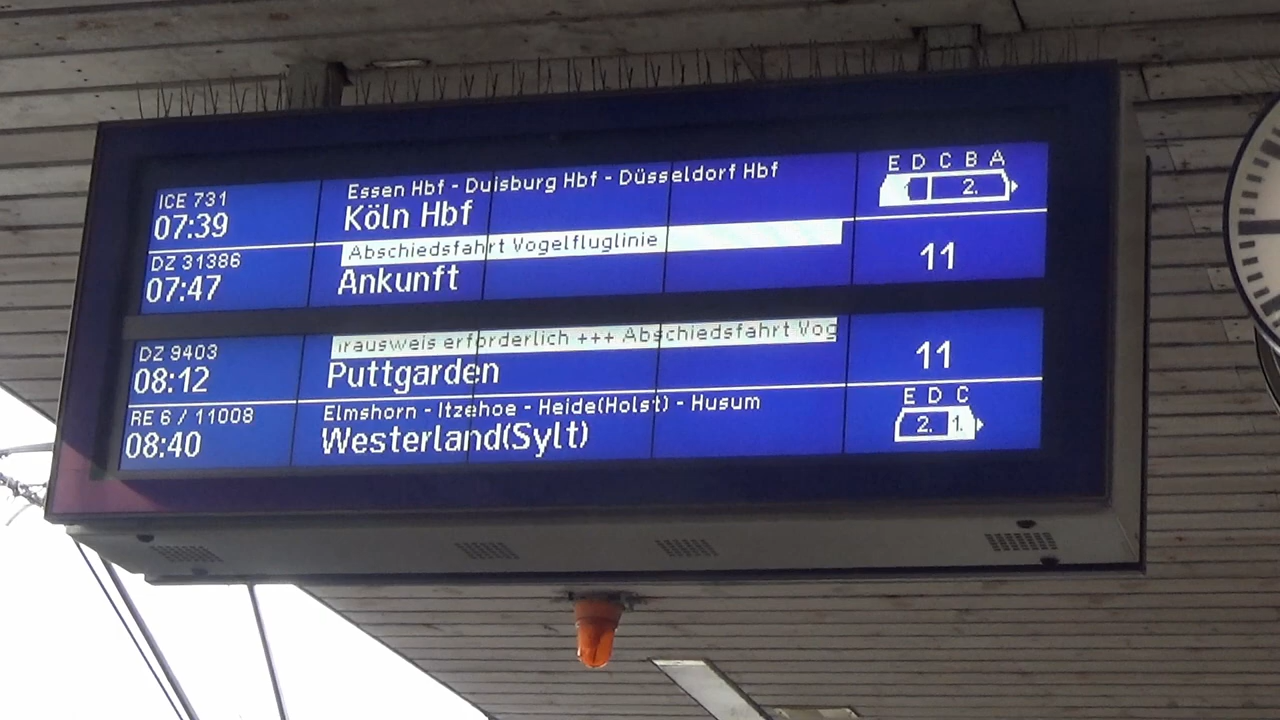 ICE 731
07:39
Essen Hbf - Duisburg Hbf - Düsseldorf Hbf
Köln Hbf
E D C B A
1 2.
DZ 31386
07:47
Abschiedsfahrt Vogelfluglinie
Ankunft
11
DZ 9403
08:12
rausweis erforderlich +++ Abschiedsfahrt Vog
Puttgarden
11
RE 6 / 11008
08:40
Elmshorn - Itzehoe - Heide(Holst) - Husum
Westerland(Sylt)
E D C
2. 1.